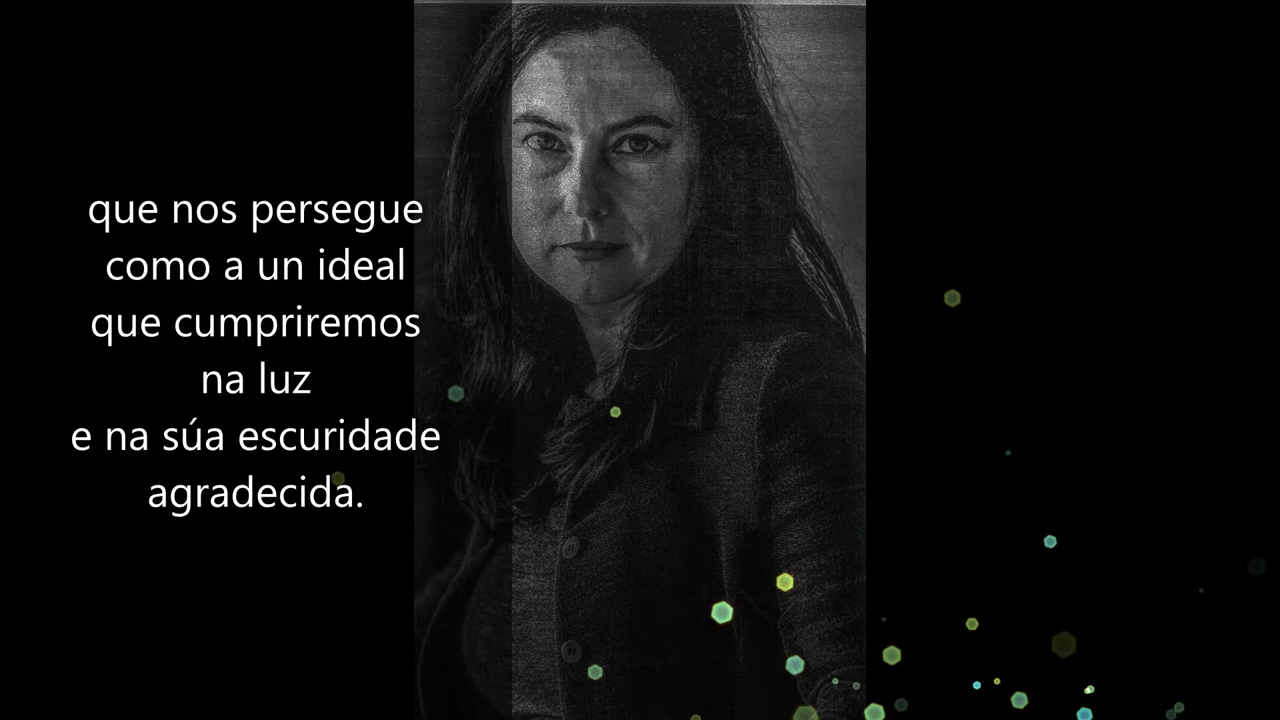 que nos persegue
como a un ideal
que cumpriremos
na luz
e na súa escuridade
agradecida.